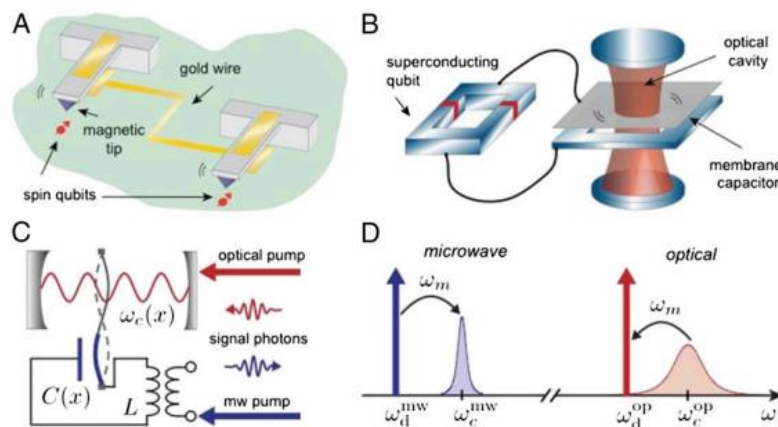 A
gold wire
magnetic
tip
spin qubits
B
superconducting
qubit
optical
cavity
membrane
capacitor
C
optical pump
ω_c(x)
signal photons
C(x)
L
mw pump
D
microwave
optical
ω_m
ω_m
ω_d^mw
ω_c^mw
ω_d^op
ω_c^op
ω